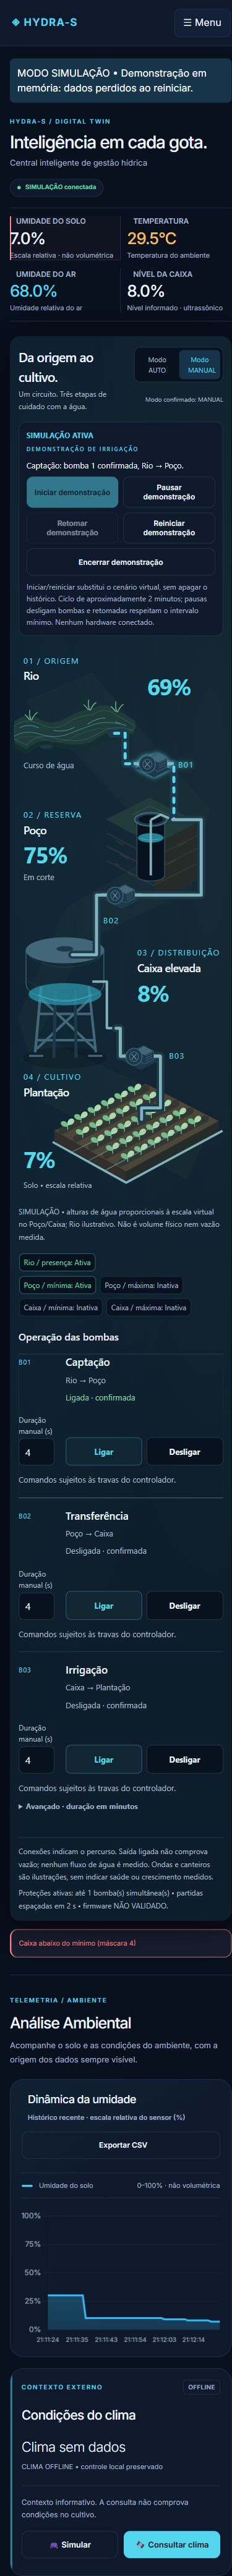 HYDRA-S
☰ Menu
MODO SIMULAÇÃO • Demonstração em
memória: dados perdidos ao reiniciar.
HYDRA-S / DIGITAL TWIN
Inteligência em cada gota.
Central inteligente de gestão hídrica
SIMULAÇÃO conectada
UMIDADE DO SOLO
7.0%
Escala relativa · não volumétrica
TEMPERATURA
29.5°C
Temperatura do ambiente
UMIDADE DO AR
68.0%
Umidade relativa do ar
NÍVEL DA CAIXA
8.0%
Nível informado · ultrassônico
Da origem ao
cultivo.
Um circuito. Três etapas de
cuidado com a água.
Modo
AUTO
Modo
MANUAL
Modo confirmado: MANUAL
SIMULAÇÃO ATIVA
DEMONSTRAÇÃO DE IRRIGAÇÃO
Captação: bomba 1 confirmada, Rio → Poço.
Iniciar demonstração
Pausar
demonstração
Retomar
demonstração
Reiniciar
demonstração
Encerrar demonstração
Iniciar/reiniciar substitui o cenário virtual, sem apagar o
histórico. Ciclo de aproximadamente 2 minutos; pausas
desligam bombas e retomadas respeitam o intervalo
mínimo. Nenhum hardware conectado.
01 / ORIGEM
Rio
69%
Curso de água
B01
02 / RESERVA
Poço
75%
Em corte
B02
03 / DISTRIBUIÇÃO
Caixa elevada
8%
B03
04 / CULTIVO
Plantação
7%
Solo • escala relativa
SIMULAÇÃO • alturas de água proporcionais à escala virtual
no Poço/Caixa; Rio ilustrativo. Não é volume físico nem vazão
medida.
Rio / presença: Ativa
Poço / mínima: Ativa
Poço / máxima: Inativa
Caixa / mínima: Inativa
Caixa / máxima: Inativa
Operação das bombas
B01
Captação
Rio → Poço
Ligada · confirmada
Duração
manual (s)
4
Ligar
Desligar
Comandos sujeitos às travas do controlador.
B02
Transferência
Poço → Caixa
Desligada · confirmada
Duração
manual (s)
4
Ligar
Desligar
Comandos sujeitos às travas do controlador.
B03
Irrigação
Caixa → Plantação
Desligada · confirmada
Duração
manual (s)
4
Ligar
Desligar
Comandos sujeitos às travas do controlador.
▸ Avançado · duração em minutos
Conexões indicam o percurso. Saída ligada não comprova
vazão; nenhum fluxo de água é medido. Ondas e canteiros
são ilustrações, sem indicar saúde ou crescimento medidos.
Proteções ativas: até 1 bomba(s) simultânea(s) • partidas
espaçadas em 2 s • firmware NÃO VALIDADO.
Caixa abaixo do mínimo (máscara 4)
TELEMETRIA / AMBIENTE
Análise Ambiental
Acompanhe o solo e as condições do ambiente, com a
origem dos dados sempre visível.
Dinâmica da umidade
Histórico recente · escala relativa do sensor (%)
Exportar CSV
Umidade do solo
0–100% · não volumétrica
100%
75%
50%
25%
0%
21:11:24 21:11:35 21:11:43 21:11:54 21:12:03 21:12:14
CONTEXTO EXTERNO
OFFLINE
Condições do clima
Clima sem dados
CLIMA OFFLINE • controle local preservado
Contexto informativo. A consulta não comprova
condições no cultivo.
Simular
Consultar clima